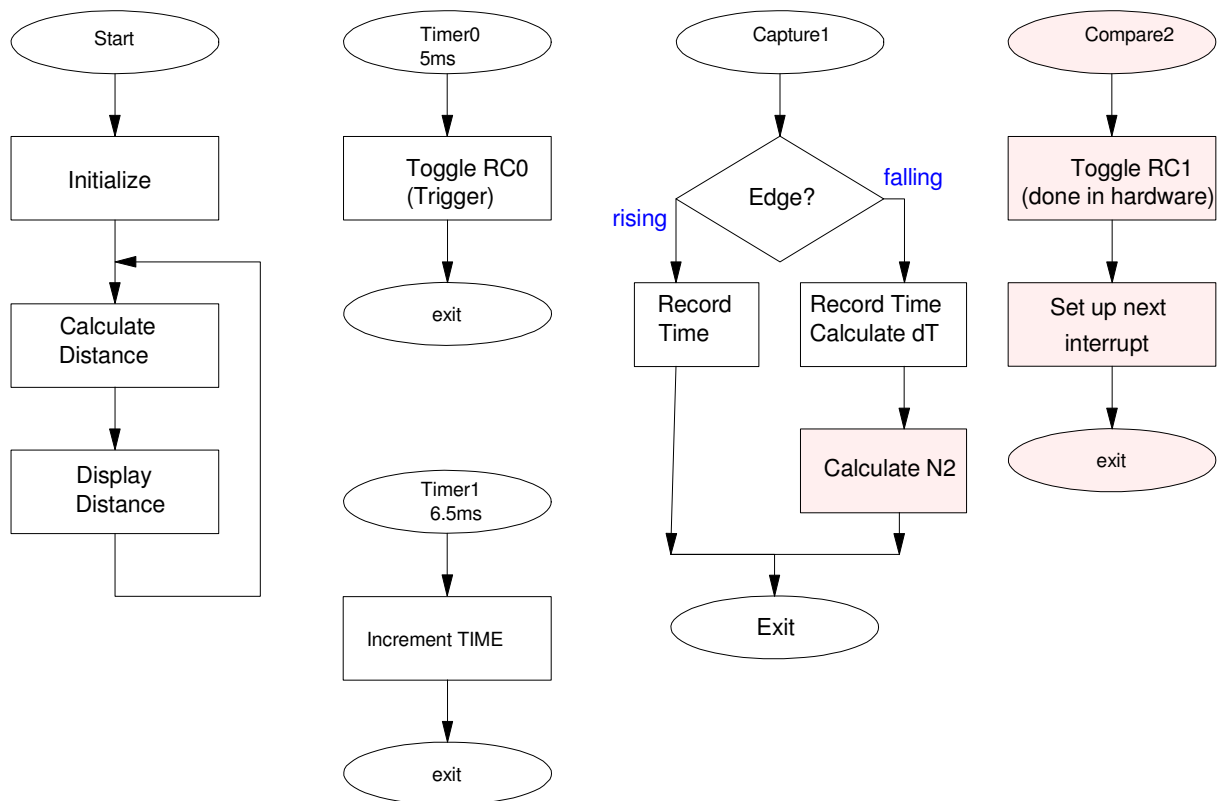 Start
Initialize
Calculate
Distance
Display
Distance
Timer0
5ms
Toggle RC0
(Trigger)
exit
Timer1
6.5ms
Increment TIME
exit
Capture1
Edge?
rising
falling
Record
Time
Record Time
Calculate dT
Calculate N2
Exit
Compare2
Toggle RC1
(done in hardware)
Set up next
interrupt
exit